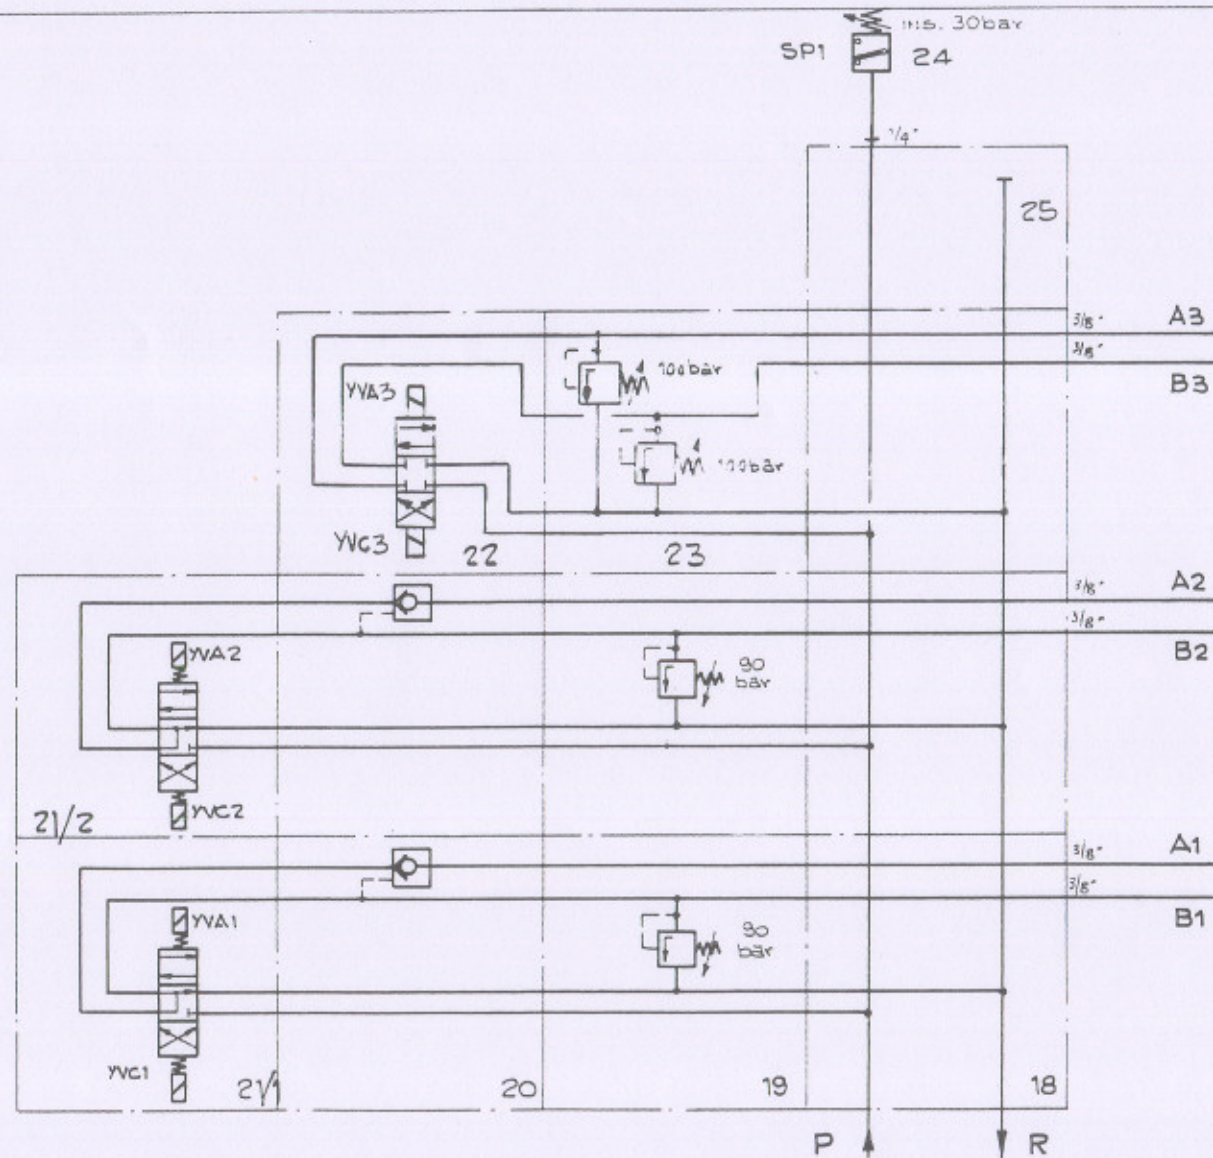 ins. 30bar
SP1
24
1/4"
25
3/8"
A3
3/8"
B3
YVA3
100bar
100bar
YVC3
22
23
3/8"
A2
3/8"
B2
YVA2
90
bar
YVC2
21/2
3/8"
A1
3/8"
B1
YVA1
90
bar
YVC1
21/1
20
19
18
P
R